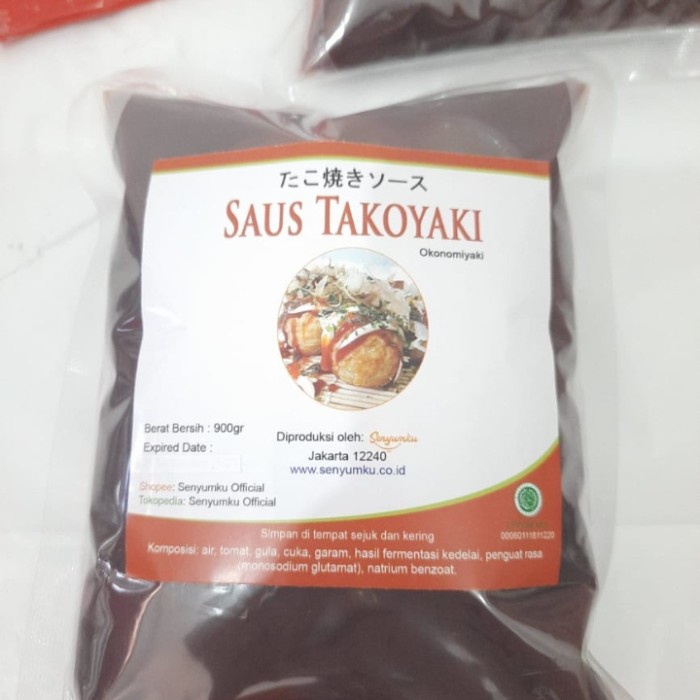 たこ焼きソース
SAUS TAKOYAKI
Okonomiyaki
Berat Bersih : 900gr
Expired Date :
Diproduksi oleh: Senyumku
Jakarta 12240
www.senyumku.co.id
Shopee: Senyumku Official
Tokopedia: Senyumku Official
00060111811220
Simpan di tempat sejuk dan kering
Komposisi: air, tomat, gula, cuka, garam, hasil fermentasi kedelai, penguat rasa
(monosodium glutamat), natrium benzoat.